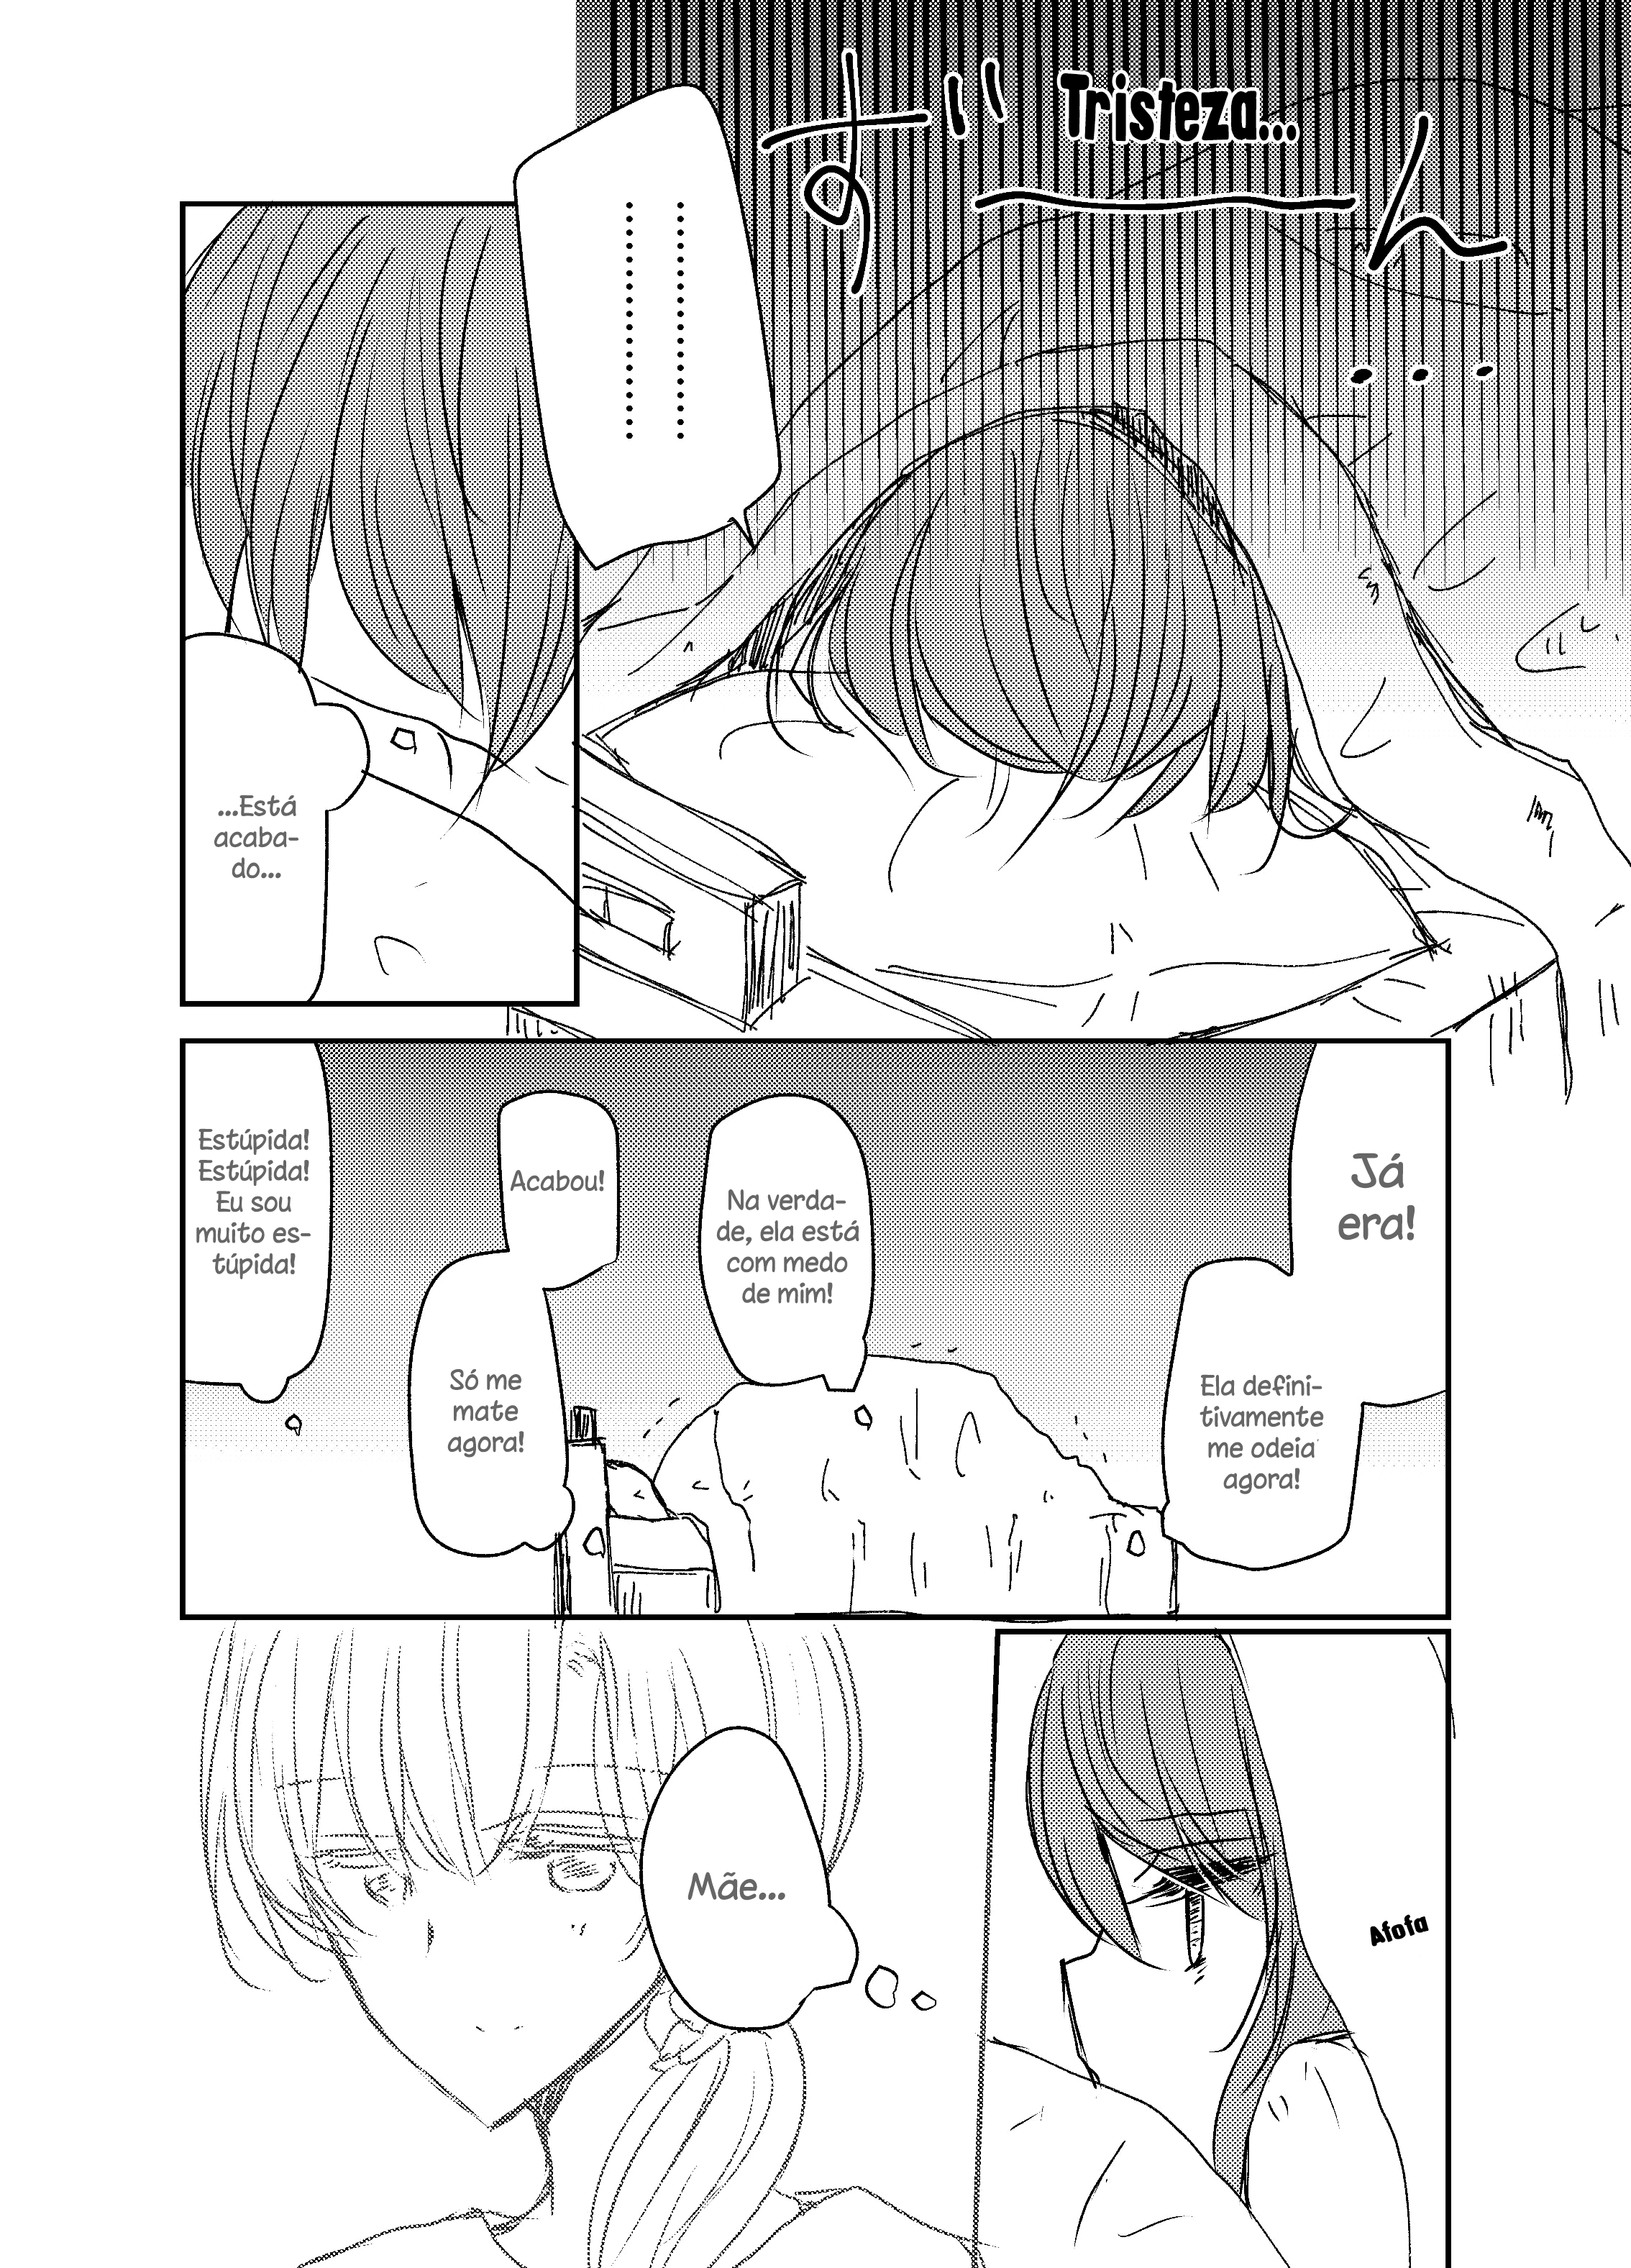 Tristeza...
ずーん
...
...Está
acaba-
do...
Já
era!
Ela defini-
tivamente
me odeia
agora!
Na verda-
de, ela está
com medo
de mim!
Acabou!
Só me
mate
agora!
Estúpida!
Estúpida!
Eu sou
muito es-
túpida!
Afofa
Mãe...